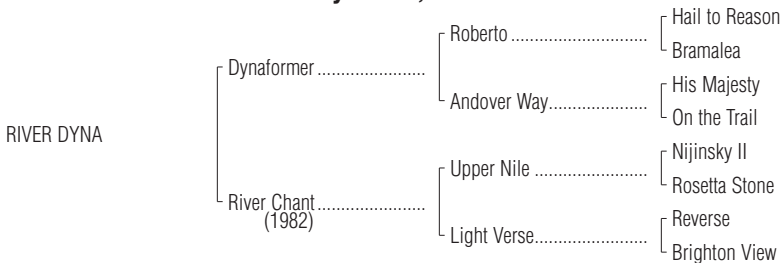 Hail to Reason
Roberto
Bramalea
Dynaformer
His Majesty
Andover Way
On the Trail
RIVER DYNA
Nijinsky II
Upper Nile
Rosetta Stone
River Chant
(1982)
Reverse
Light Verse
Brighton View